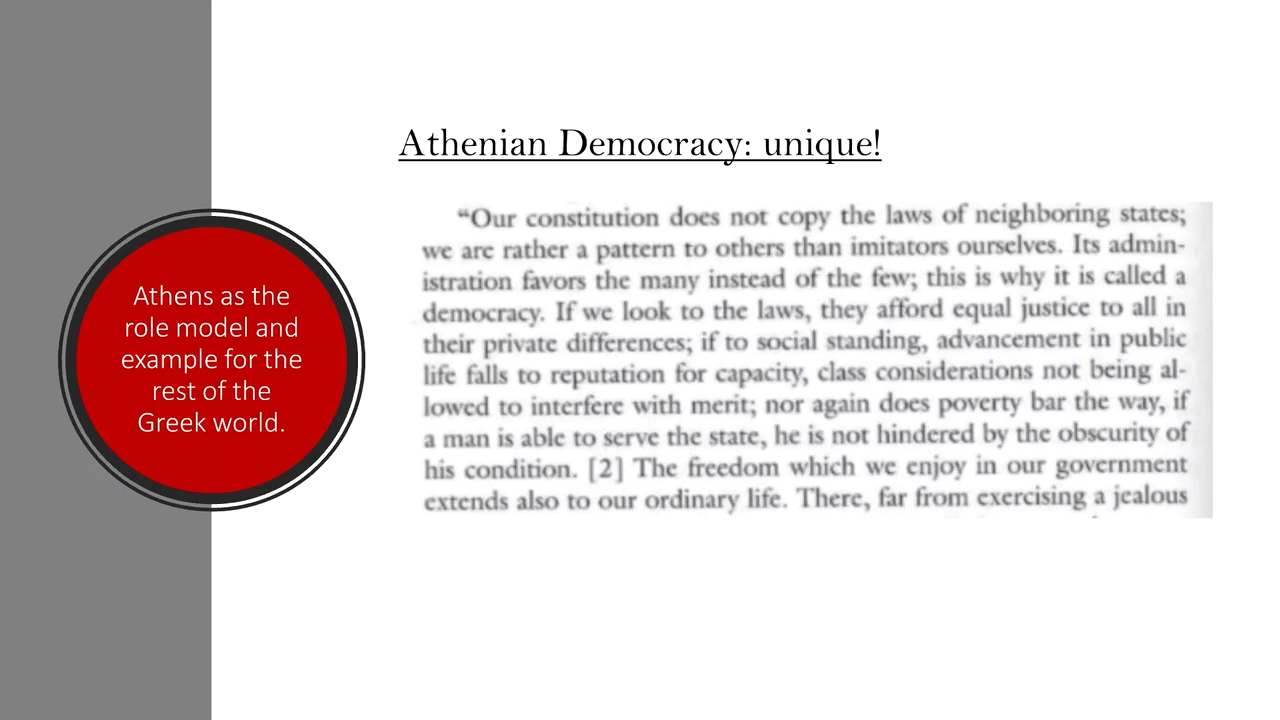 Athenian Democracy: unique!
Athens as the
role model and
example for the
rest of the
Greek world.
“Our constitution does not copy the laws of neighboring states;
we are rather a pattern to others than imitators ourselves. Its admin-
istration favors the many instead of the few; this is why it is called a
democracy. If we look to the laws, they afford equal justice to all in
their private differences; if to social standing, advancement in public
life falls to reputation for capacity, class considerations not being al-
lowed to interfere with merit; nor again does poverty bar the way, if
a man is able to serve the state, he is not hindered by the obscurity of
his condition. [2] The freedom which we enjoy in our government
extends also to our ordinary life. There, far from exercising a jealous